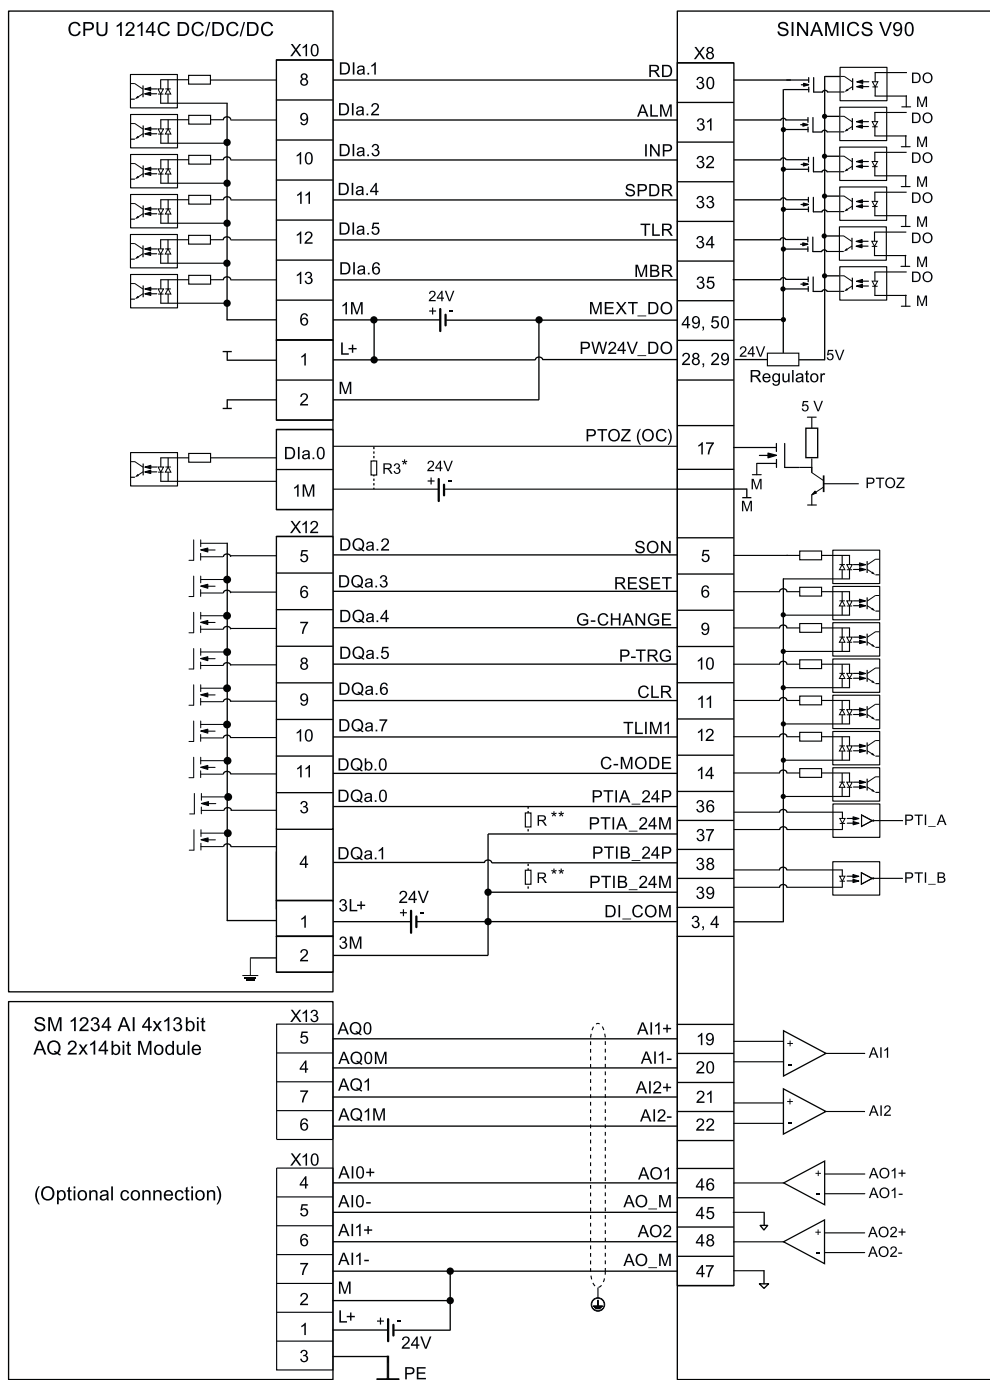 CPU 1214C DC/DC/DC
SINAMICS V90
X10
X8
8 DIa.1 RD 30 DO
M
9 DIa.2 ALM 31 DO
M
10 DIa.3 INP 32 DO
M
11 DIa.4 SPDR 33 DO
M
12 DIa.5 TLR 34 DO
M
13 DIa.6 MBR 35 DO
M
24V
6 1M + - MEXT_DO 49, 50
1 L+ PW24V_DO 28, 29 24V 5V
Regulator
2 M
5 V
DIa.0 PTOZ (OC) 17
R3* 24V
M PTOZ
1M + - M
X12
5 DQa.2 SON 5
6 DQa.3 RESET 6
7 DQa.4 G-CHANGE 9
8 DQa.5 P-TRG 10
9 DQa.6 CLR 11
10 DQa.7 TLIM1 12
11 DQb.0 C-MODE 14
3 DQa.0 PTIA_24P 36
R ** PTIA_24M 37 PTI_A
4 DQa.1 PTIB_24P 38
R ** PTIB_24M 39 PTI_B
24V
1 3L+ + - DI_COM 3, 4
2 3M
SM 1234 AI 4x13bit
AQ 2x14bit Module
X13
5 AQ0 AI1+ 19 +
AI1
4 AQ0M AI1- 20 -
7 AQ1 AI2+ 21 +
AI2
6 AQ1M AI2- 22 -
(Optional connection)
X10
4 AI0+ AO1 46 + AO1+
- AO1-
5 AI0- AO_M 45
6 AI1+ AO2 48 + AO2+
- AO2-
7 AI1- AO_M 47
2 M
1 L+ + -
24V
3
PE